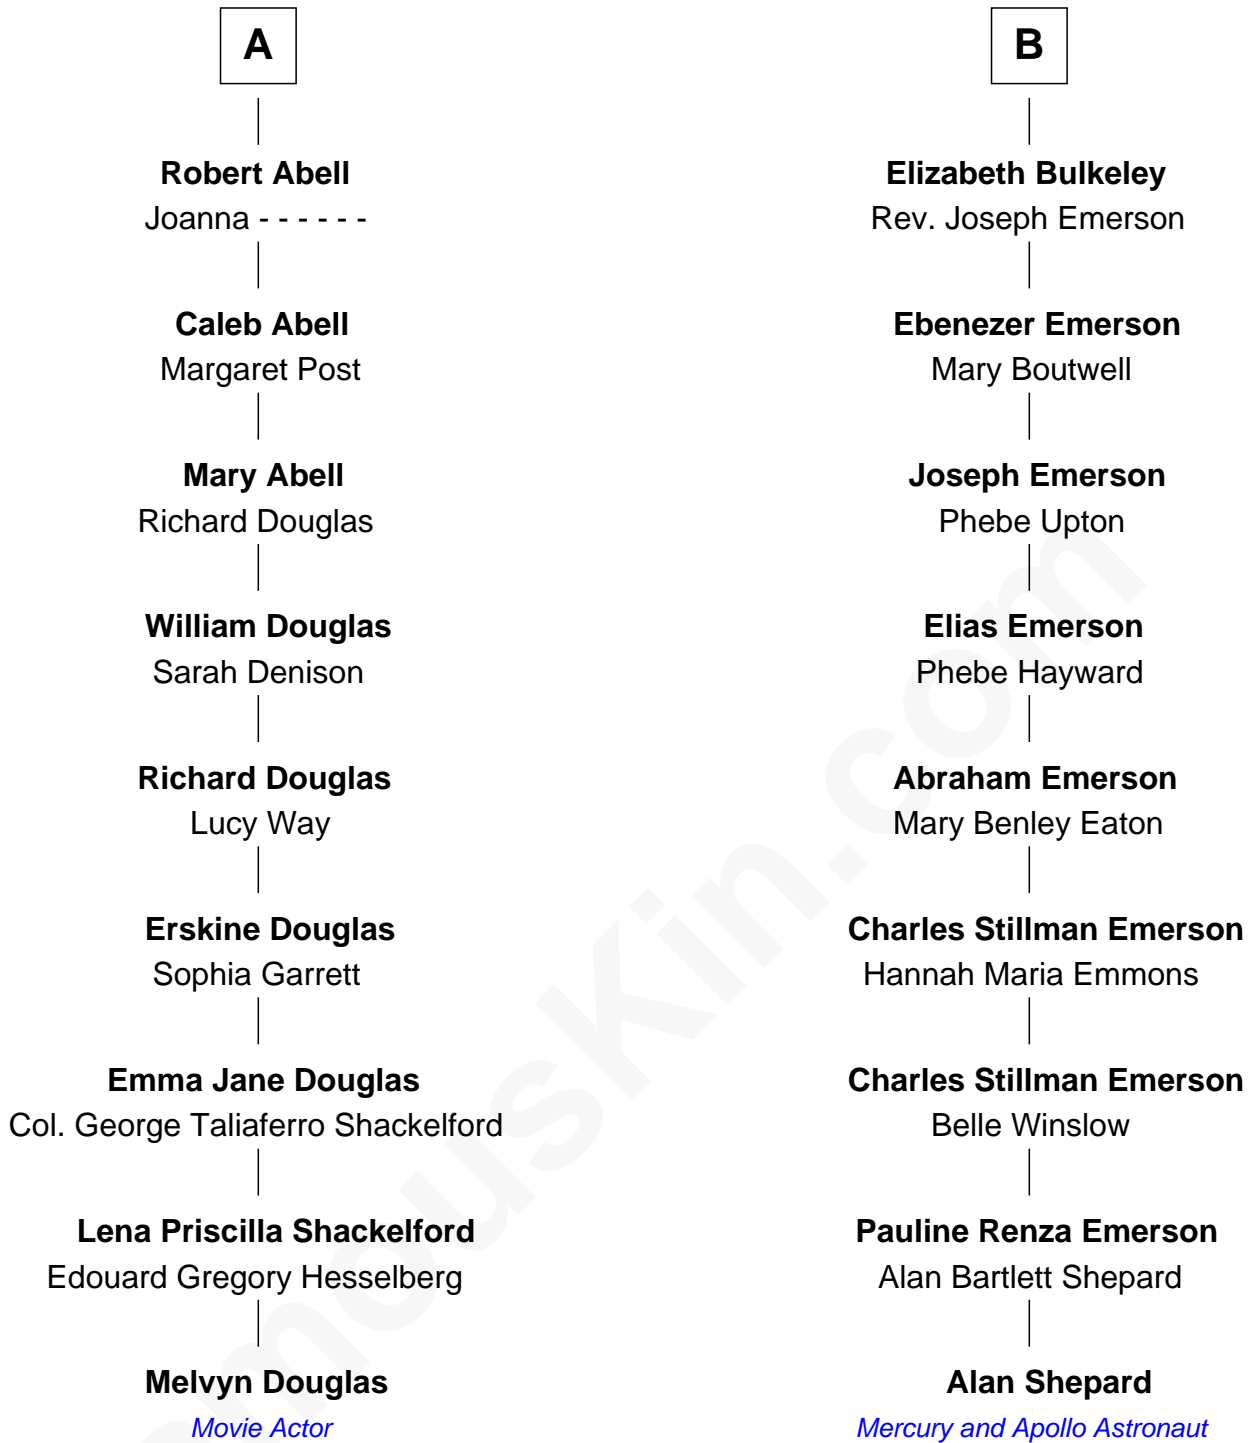 A
Robert Abell
Joanna - - - - - -
Caleb Abell
Margaret Post
Mary Abell
Richard Douglas
William Douglas
Sarah Denison
Richard Douglas
Lucy Way
Erskine Douglas
Sophia Garrett
Emma Jane Douglas
Col. George Taliaferro Shackelford
Lena Priscilla Shackelford
Edouard Gregory Hesselberg
Melvyn Douglas
Movie Actor
B
Elizabeth Bulkeley
Rev. Joseph Emerson
Ebenezer Emerson
Mary Boutwell
Joseph Emerson
Phebe Upton
Elias Emerson
Phebe Hayward
Abraham Emerson
Mary Benley Eaton
Charles Stillman Emerson
Hannah Maria Emmons
Charles Stillman Emerson
Belle Winslow
Pauline Renza Emerson
Alan Bartlett Shepard
Alan Shepard
Mercury and Apollo Astronaut
mousKin.com